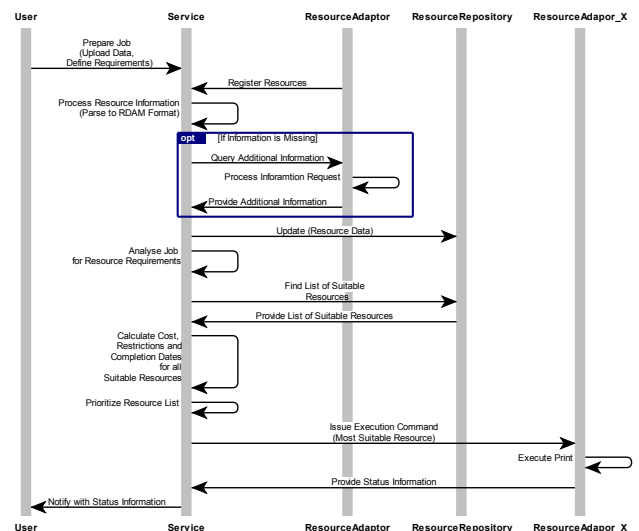 User Service ResourceAdaptor ResourceRepository ResourceAdapor_X
Prepare Job
(Upload Data,
Define Requirements)
Register Resources
Process Resource Information
(Parse to RDAM Format)
opt [If Information is Missing]
Query Additional Information
Process Inforamtion Request
Provide Additional Information
Update (Resource Data)
Analyse Job
for Resource Requirements
Find List of Suitable
Resources
Provide List of Suitable Resources
Calculate Cost,
Restrictions and
Completion Dates
for all
Suitable Resources
Prioritize Resource List
Issue Execution Command
(Most Suitable Resource)
Execute Print
Provide Status Information
Notify with Status Information
User Service ResourceAdaptor ResourceRepository ResourceAdapor_X